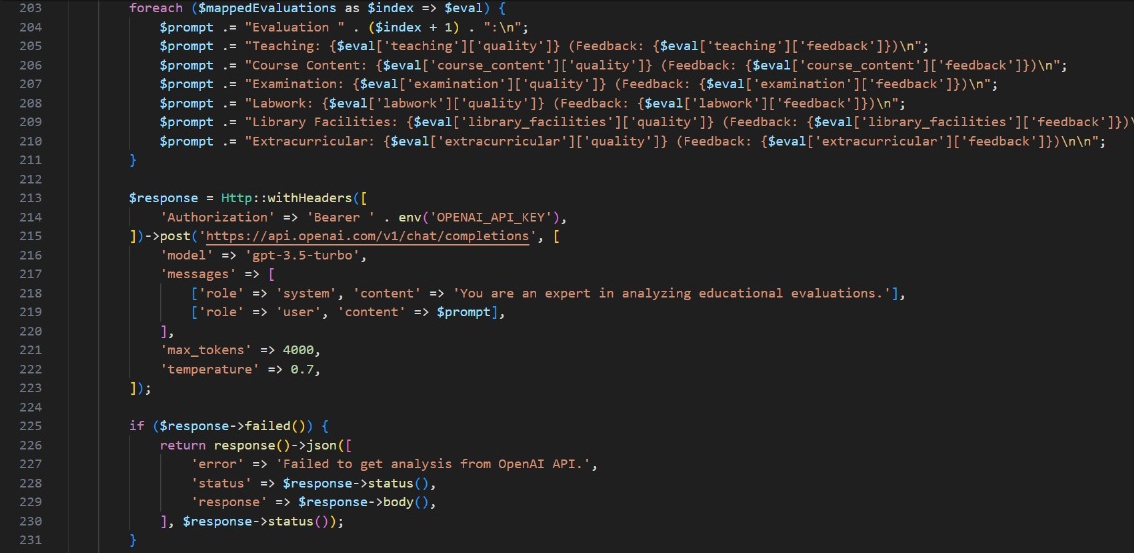 203 foreach ($mappedEvaluations as $index => $eval) {
204 $prompt .= "Evaluation " . ($index + 1) . ":\n";
205 $prompt .= "Teaching: {$eval['teaching']['quality']} (Feedback: {$eval['teaching']['feedback']})\n";
206 $prompt .= "Course Content: {$eval['course_content']['quality']} (Feedback: {$eval['course_content']['feedback']})\n";
207 $prompt .= "Examination: {$eval['examination']['quality']} (Feedback: {$eval['examination']['feedback']})\n";
208 $prompt .= "Labwork: {$eval['labwork']['quality']} (Feedback: {$eval['labwork']['feedback']})\n";
209 $prompt .= "Library Facilities: {$eval['library_facilities']['quality']} (Feedback: {$eval['library_facilities']['feedback']})\
210 $prompt .= "Extracurricular: {$eval['extracurricular']['quality']} (Feedback: {$eval['extracurricular']['feedback']})\n\n";
211 }
212
213 $response = Http::withHeaders([
214 'Authorization' => 'Bearer ' . env('OPENAI_API_KEY'),
215 ])->post('https://api.openai.com/v1/chat/completions', [
216 'model' => 'gpt-3.5-turbo',
217 'messages' => [
218 ['role' => 'system', 'content' => 'You are an expert in analyzing educational evaluations.'],
219 ['role' => 'user', 'content' => $prompt],
220 ],
221 'max_tokens' => 4000,
222 'temperature' => 0.7,
223 ]);
224
225 if ($response->failed()) {
226 return response()->json([
227 'error' => 'Failed to get analysis from OpenAI API.',
228 'status' => $response->status(),
229 'response' => $response->body(),
230 ], $response->status());
231 }